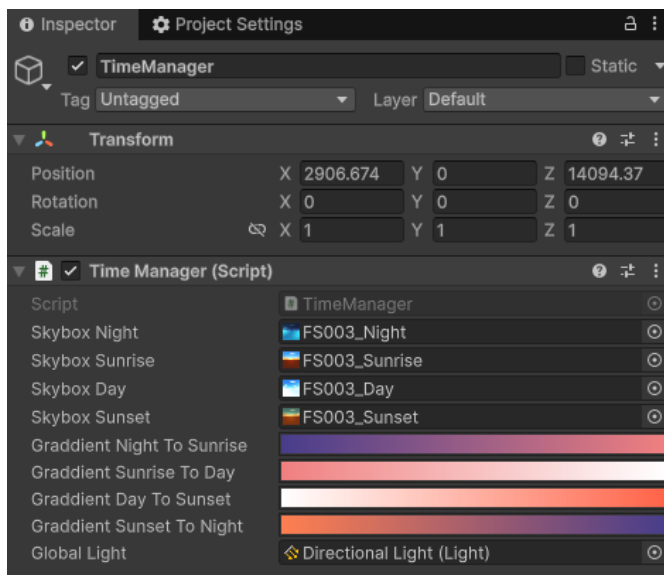 Inspector Project Settings
TimeManager Static
Tag Untagged Layer Default
Transform
Position X 2906.674 Y 0 Z 14094.37
Rotation X 0 Y 0 Z 0
Scale X 1 Y 1 Z 1
# Time Manager (Script)
Script TimeManager
Skybox Night FS003_Night
Skybox Sunrise FS003_Sunrise
Skybox Day FS003_Day
Skybox Sunset FS003_Sunset
Graddient Night To Sunrise
Graddient Sunrise To Day
Graddient Day To Sunset
Graddient Sunset To Night
Global Light Directional Light (Light)